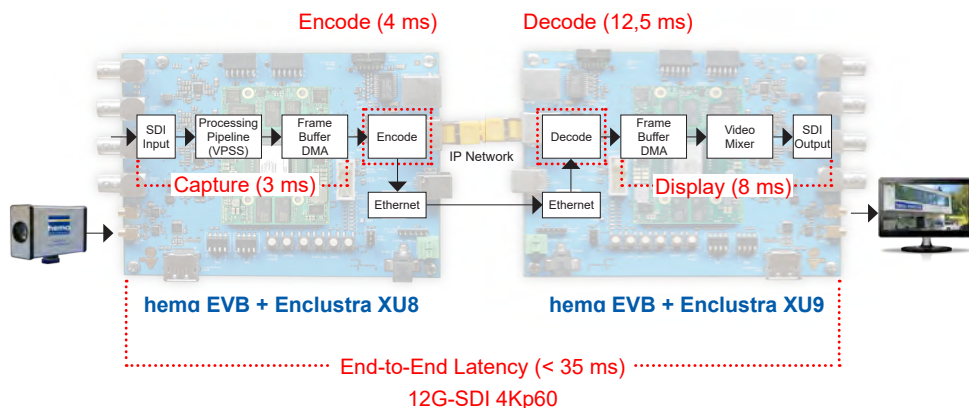 Encode (4 ms)
Decode (12,5 ms)
SDI
Input
Processing
Pipeline
(VPSS)
Frame
Buffer
DMA
Encode
IP Network
Decode
Frame
Buffer
DMA
Video
Mixer
SDI
Output
Capture (3 ms)
Display (8 ms)
Ethernet
Ethernet
hema
hema EVB + Enclustra XU8
hema EVB + Enclustra XU9
End-to-End Latency (< 35 ms)
12G-SDI 4Kp60